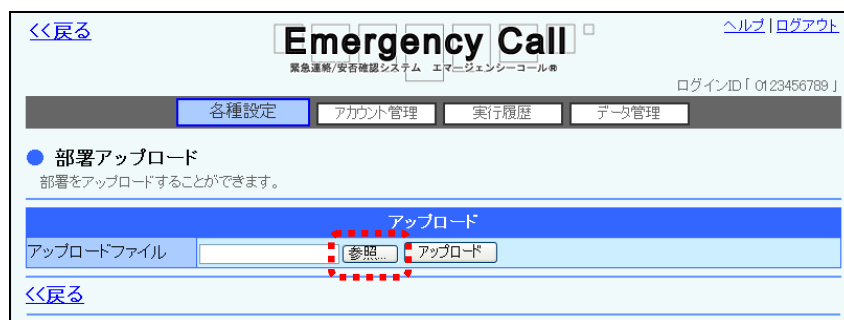 <<戻る
ヘルプ | ログアウト
Emergency Call
緊急連絡/安否確認システム エマージェンシーコール®
ログインID「 0123456789 」
各種設定 アカウント管理 実行履歴 データ管理
● 部署アップロード
部署をアップロードすることができます。
アップロード
アップロードファイル 参照... アップロード
<<戻る